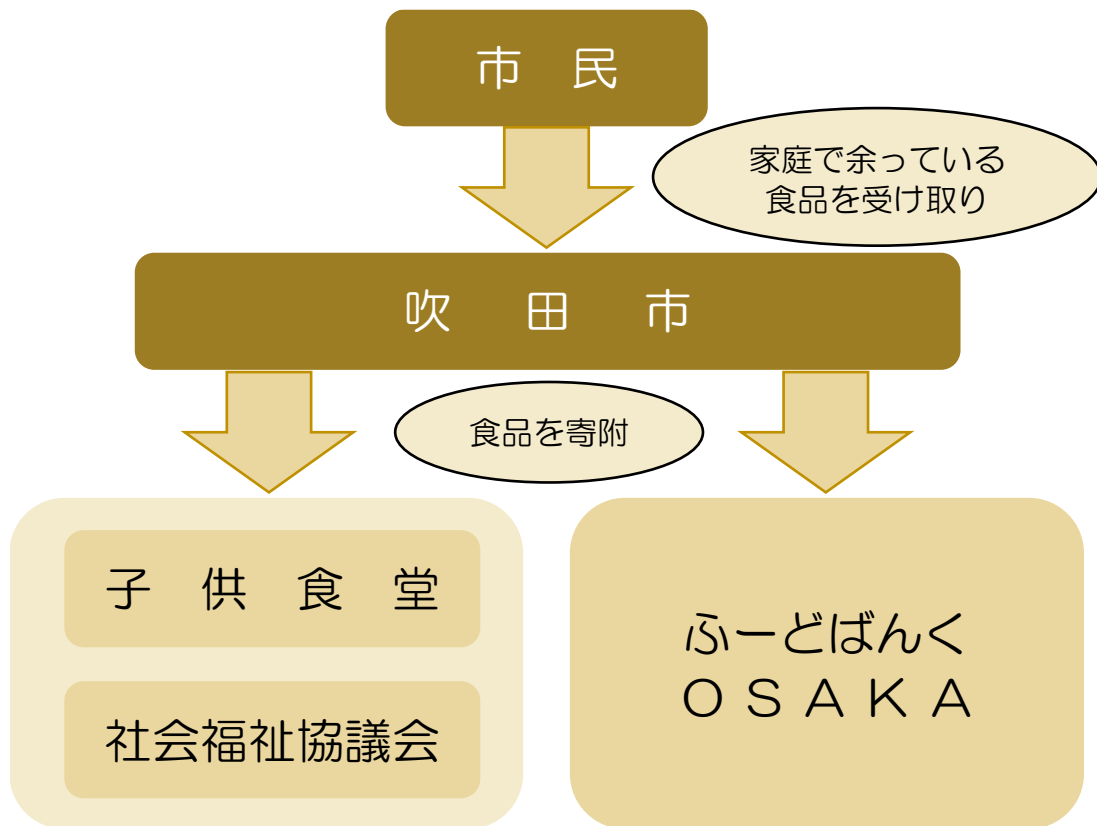 市　民
家庭で余っている
食品を受け取り
吹　田　市
食品を寄附
子　供　食　堂
社会福祉協議会
ふーどばんく
ＯＳＡＫＡ